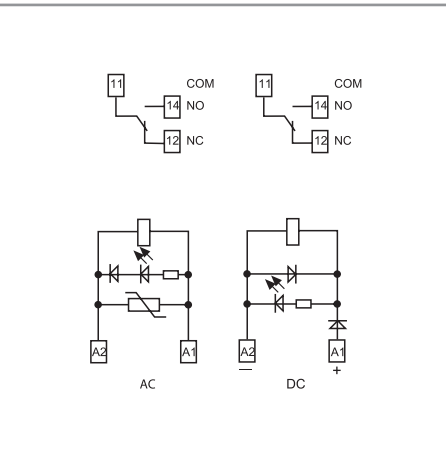 11 COM 11 COM
14 NO 14 NO
12 NC 12 NC
A2 A1 A2 A1
— +
AC DC